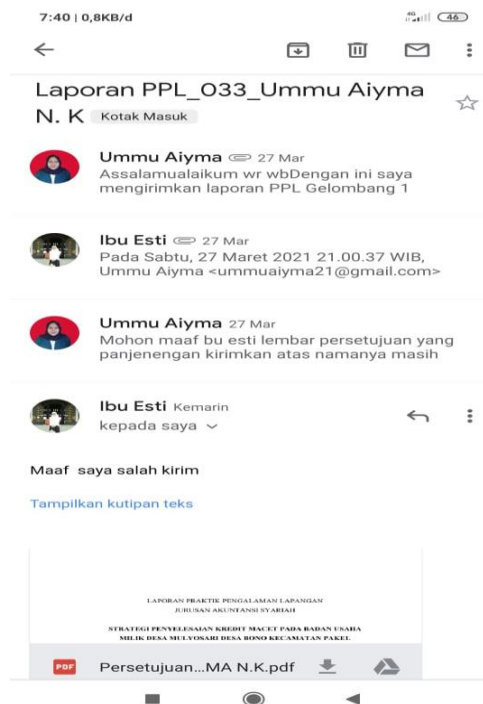 7:40 | 0,8KB/d
4G
46
Laporan PPL_033_Ummu Aiyma
N. K Kotak Masuk
Ummu Aiyma 27 Mar
Assalamualaikum wr wbDengan ini saya
mengirimkan laporan PPL Gelombang 1
Ibu Esti 27 Mar
Pada Sabtu, 27 Maret 2021 21.00.37 WIB,
Ummu Aiyma <ummuaiyma21@gmail.com>
Ummu Aiyma 27 Mar
Mohon maaf bu esti lembar persetujuan yang
panjenengan kirimkan atas namanya masih
Ibu Esti Kemarin
kepada saya
Maaf saya salah kirim
Tampilkan kutipan teks
LAPORAN PRAKTIK PENGALAMAN LAPANGAN
JURUSAN AKUNTANSI SYARIAH
STRATEGI PENYELESAIAN KREDIT MACET PADA BADAN USAHA
MILIK DESA MULYOSARI DESA BONO KECAMATAN PAKEL
PDF Persetujuan...MA N.K.pdf